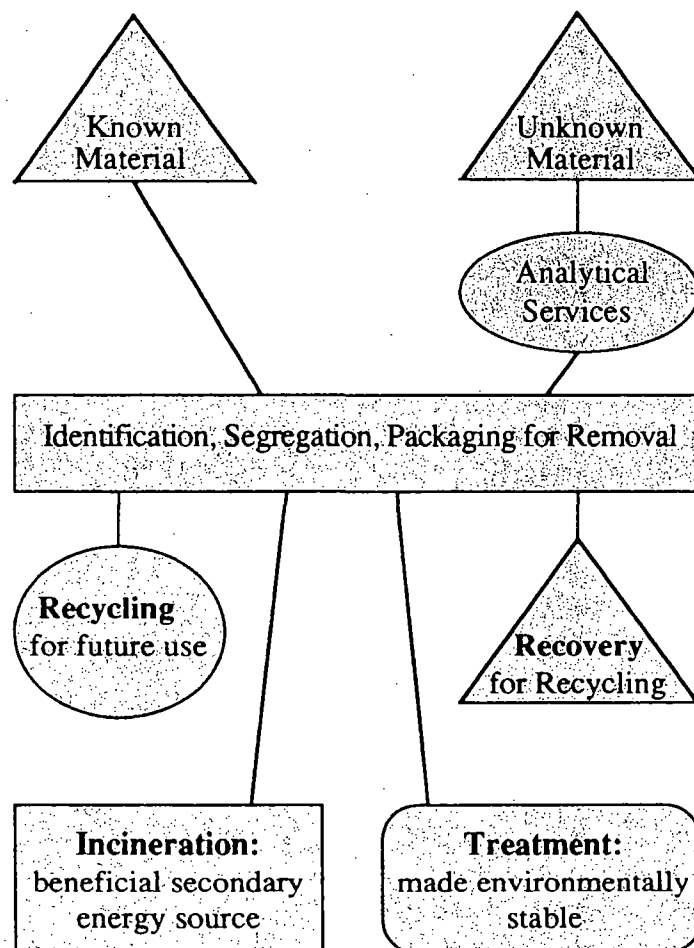 Known
Material
Unknown
Material
Analytical
Services
Identification, Segregation, Packaging for Removal
Recycling
for future use
Recovery
for Recycling
Incineration:
beneficial secondary
energy source
Treatment:
made environmentally
stable